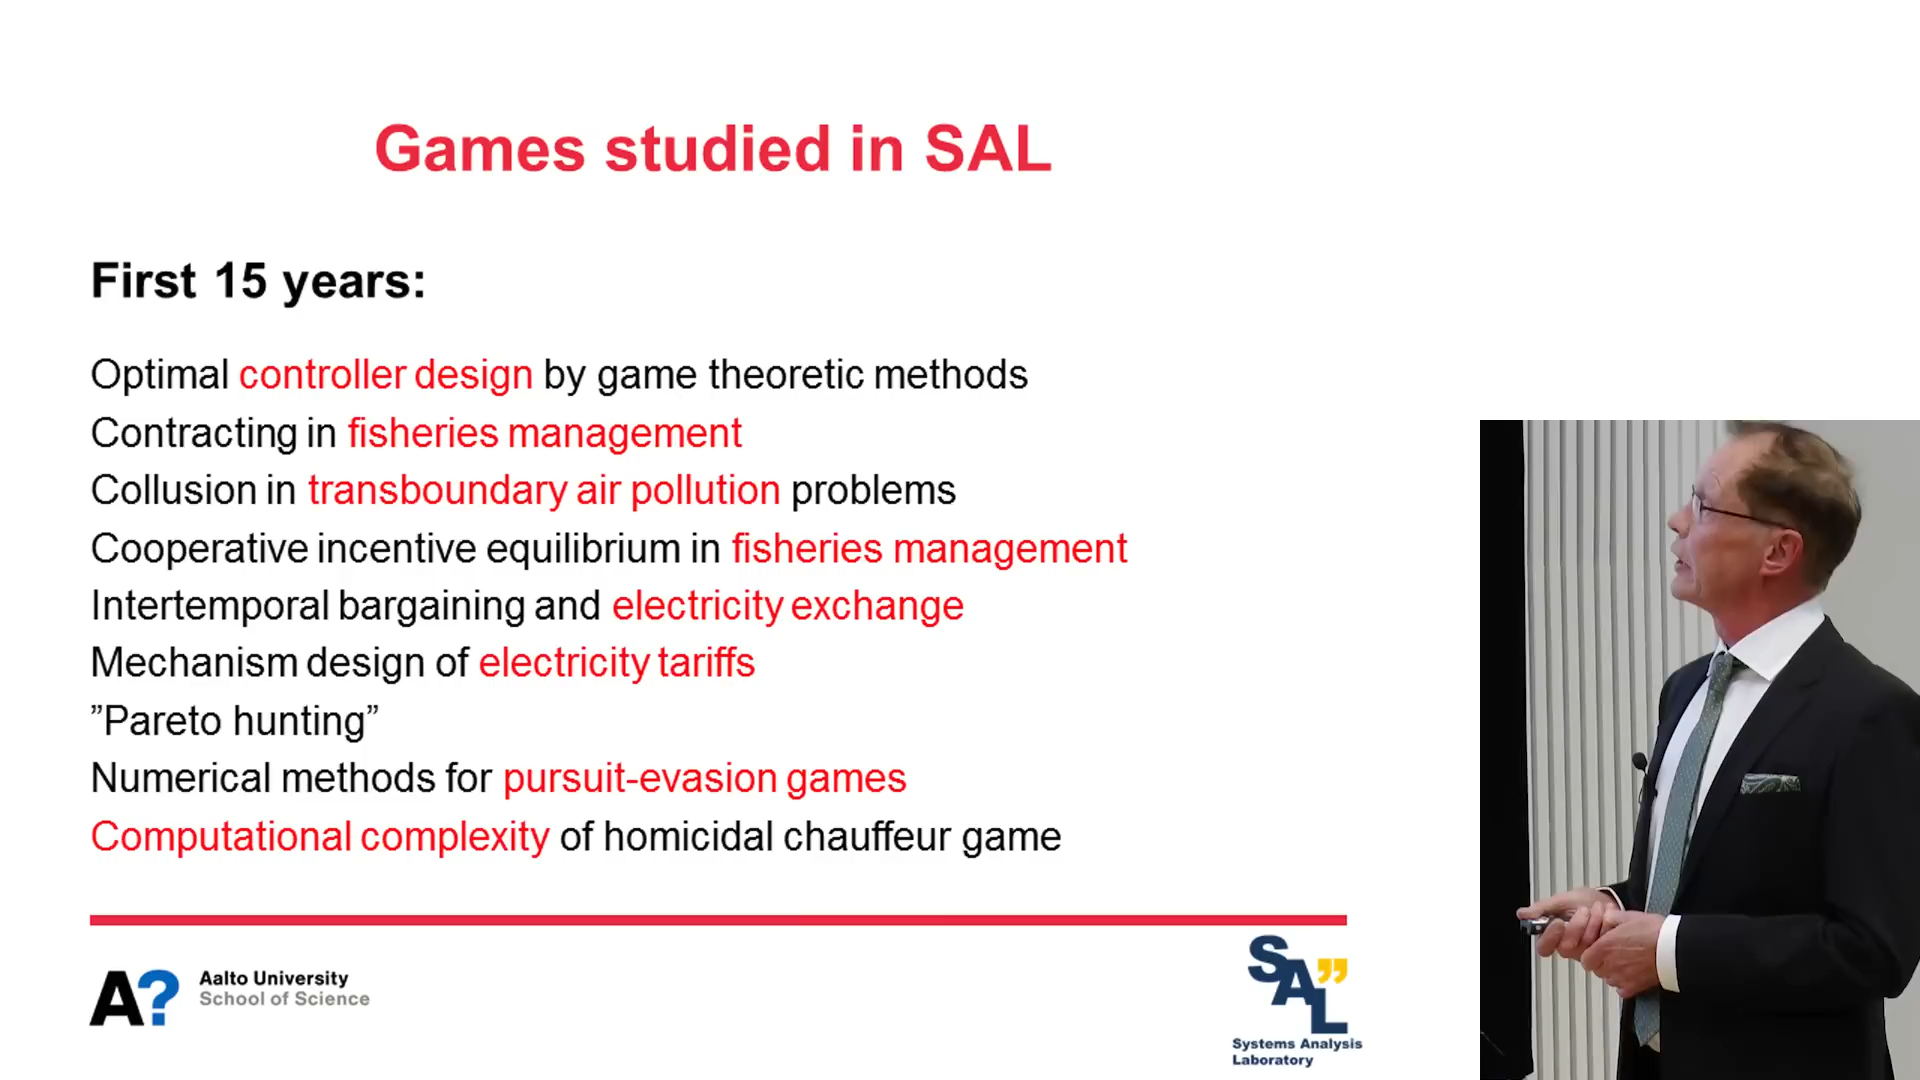 Games studied in SAL
First 15 years:
Optimal controller design by game theoretic methods
Contracting in fisheries management
Collusion in transboundary air pollution problems
Cooperative incentive equilibrium in fisheries management
Intertemporal bargaining and electricity exchange
Mechanism design of electricity tariffs
”Pareto hunting”
Numerical methods for pursuit-evasion games
Computational complexity of homicidal chauffeur game
A?
Aalto University
School of Science
SAL”
Systems Analysis
Laboratory